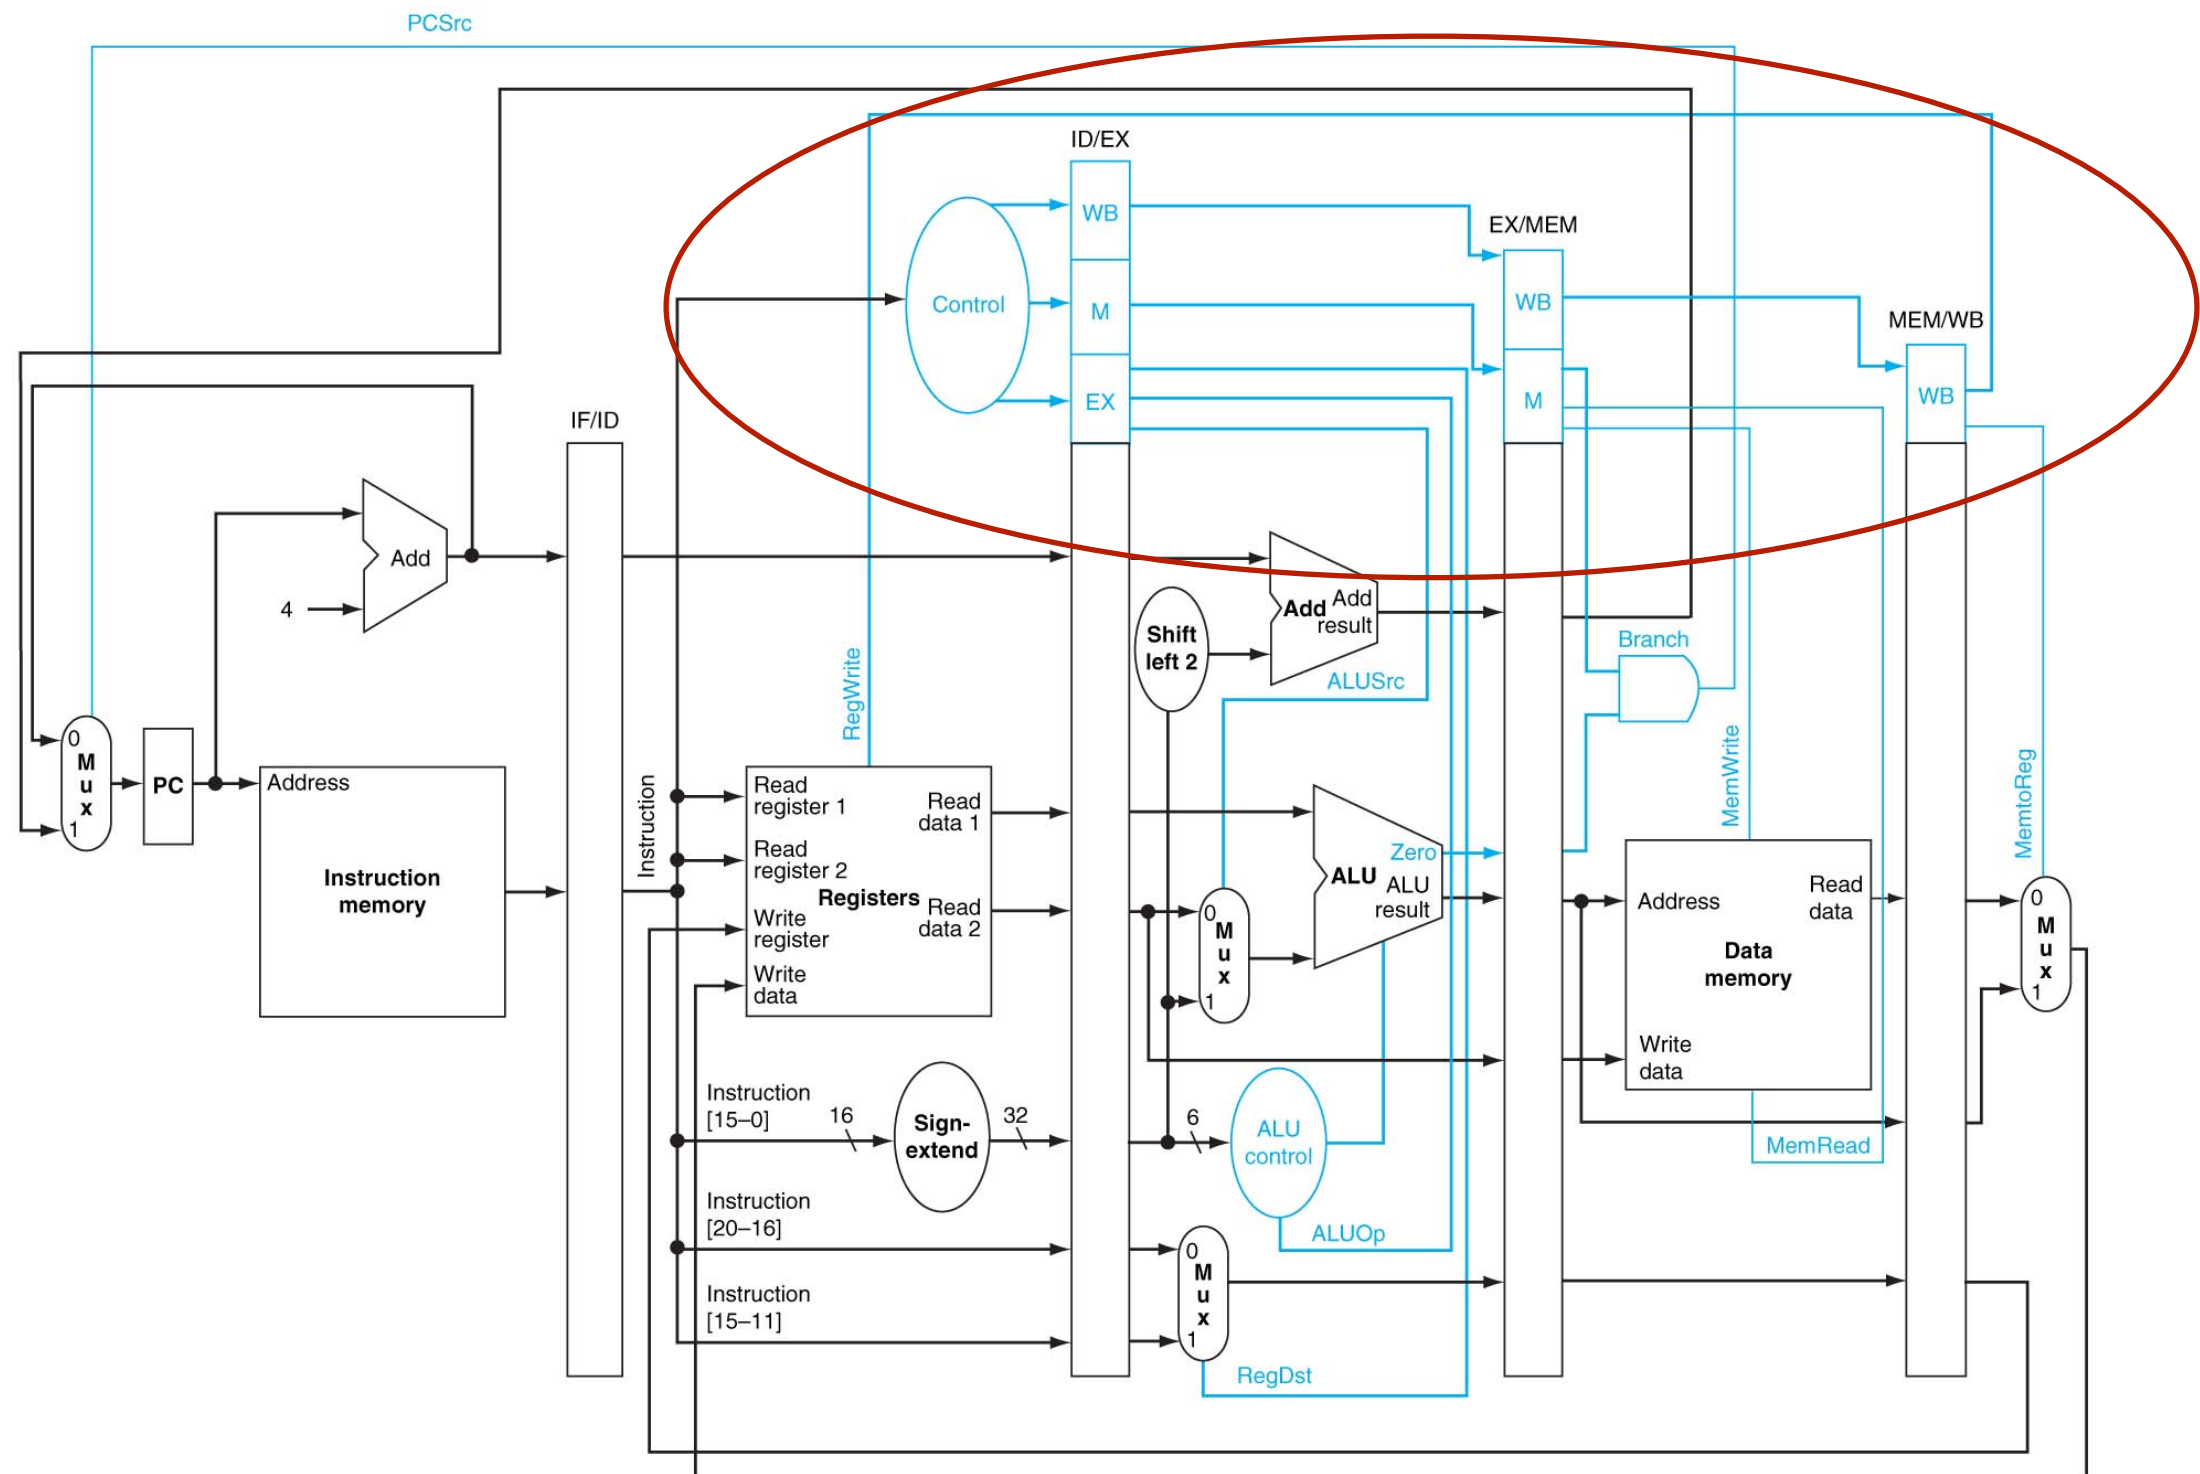 PCSrc
ID/EX
WB
EX/MEM
Control
M
WB
MEM/WB
EX
M
WB
IF/ID
Add
4
Add
Add
result
Shift
left 2
Branch
ALUSrc
RegWrite
MemWrite
MemtoReg
0
M
u
x
1
PC
Address
Instruction
memory
Instruction
Read
register 1
Read
data 1
Read
register 2
Registers
Read
data 2
Write
register
Write
data
0
M
u
x
1
Zero
ALU
ALU
result
Address
Read
data
Data
memory
Write
data
0
M
u
x
1
Instruction
[15–0]
16
Sign-
extend
32
6
ALU
control
MemRead
Instruction
[20–16]
ALUOp
0
M
u
x
1
Instruction
[15–11]
RegDst